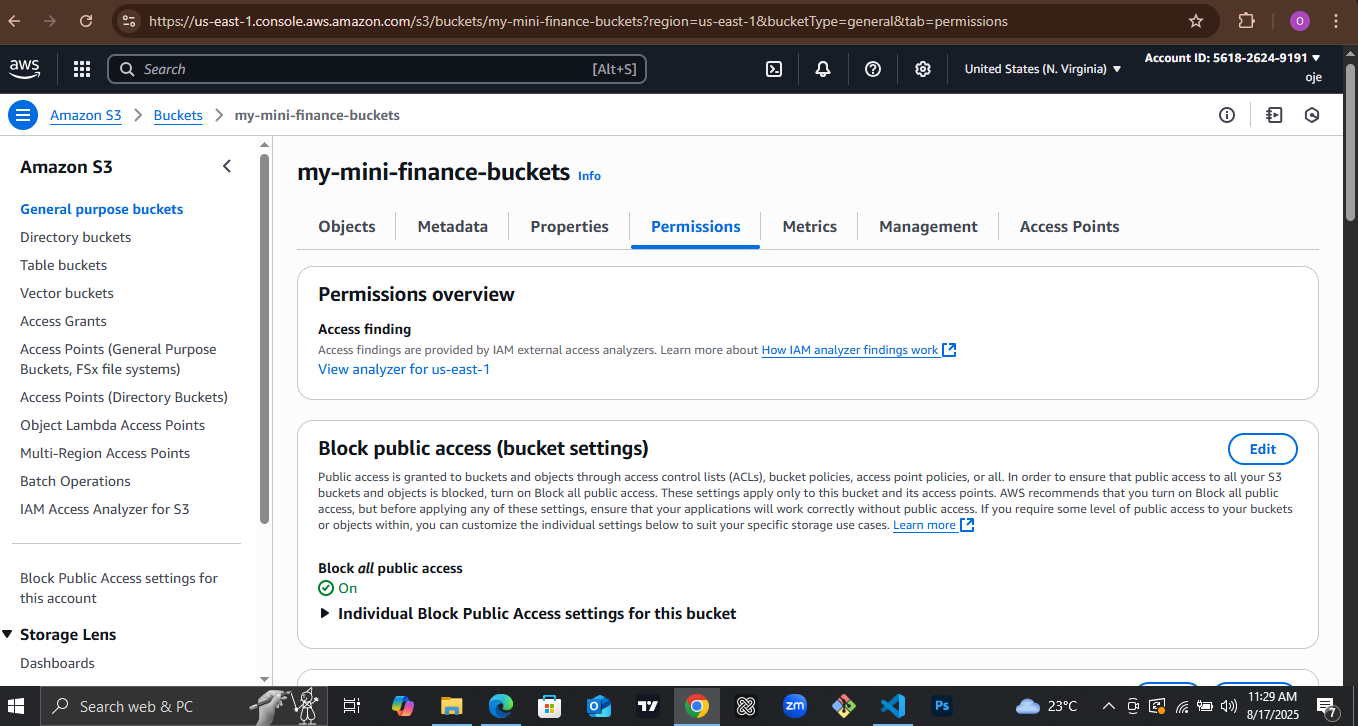 https://us-east-1.console.aws.amazon.com/s3/buckets/my-mini-finance-buckets?region=us-east-1&bucketType=general&tab=permissions
O
aws
Search
[Alt+S]
United States (N. Virginia)
Account ID: 5618-2624-9191
oje
Amazon S3
Buckets
my-mini-finance-buckets
Amazon S3
General purpose buckets
Directory buckets
Table buckets
Vector buckets
Access Grants
Access Points (General Purpose
Buckets, FSx file systems)
Access Points (Directory Buckets)
Object Lambda Access Points
Multi-Region Access Points
Batch Operations
IAM Access Analyzer for S3
Block Public Access settings for
this account
Storage Lens
Dashboards
my-mini-finance-buckets Info
Objects
Metadata
Properties
Permissions
Metrics
Management
Access Points
Permissions overview
Access finding
Access findings are provided by IAM external access analyzers. Learn more about How IAM analyzer findings work
View analyzer for us-east-1
Block public access (bucket settings)
Edit
Public access is granted to buckets and objects through access control lists (ACLs), bucket policies, access point policies, or all. In order to ensure that public access to all your S3
buckets and objects is blocked, turn on Block all public access. These settings apply only to this bucket and its access points. AWS recommends that you turn on Block all public
access, but before applying any of these settings, ensure that your applications will work correctly without public access. If you require some level of public access to your buckets
or objects within, you can customize the individual settings below to suit your specific storage use cases. Learn more
Block all public access
On
Individual Block Public Access settings for this bucket
Search web & PC
zm
Ps
23°C
11:29 AM
8/17/2025
7